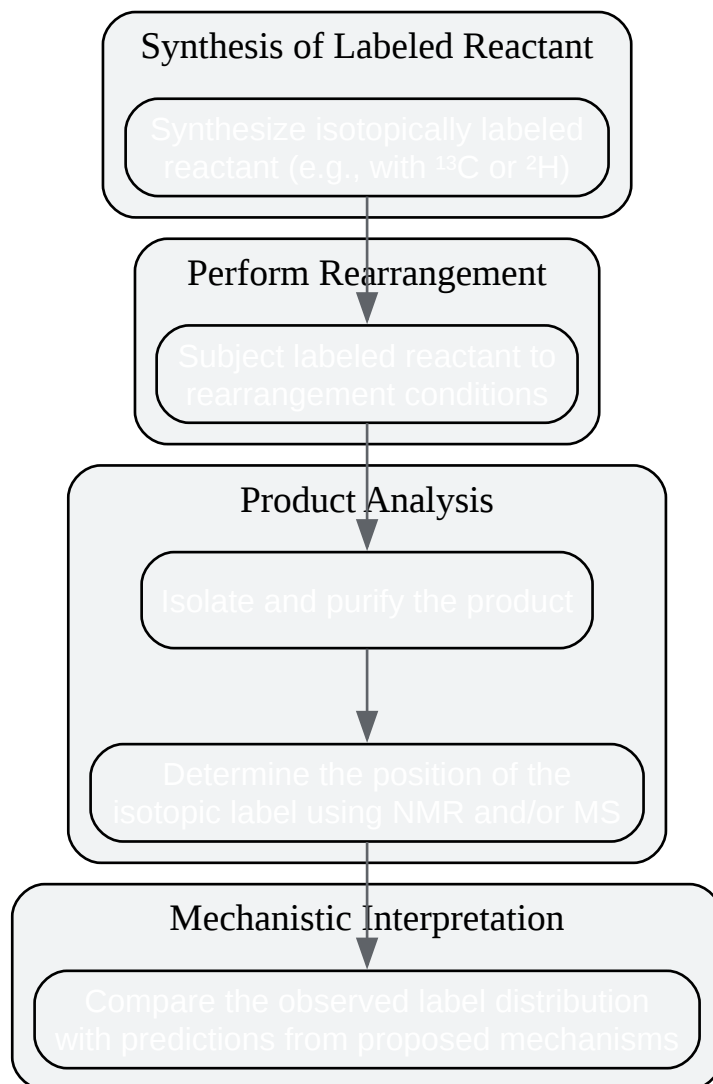 Synthesis of Labeled Reactant
Synthesize isotopically labeled
reactant (e.g., with ¹³C or ²H)
Perform Rearrangement
Subject labeled reactant to
rearrangement conditions
Product Analysis
Isolate and purify the product
Determine the position of the
isotopic label using NMR and/or MS
Mechanistic Interpretation
Compare the observed label distribution
with predictions from proposed mechanisms